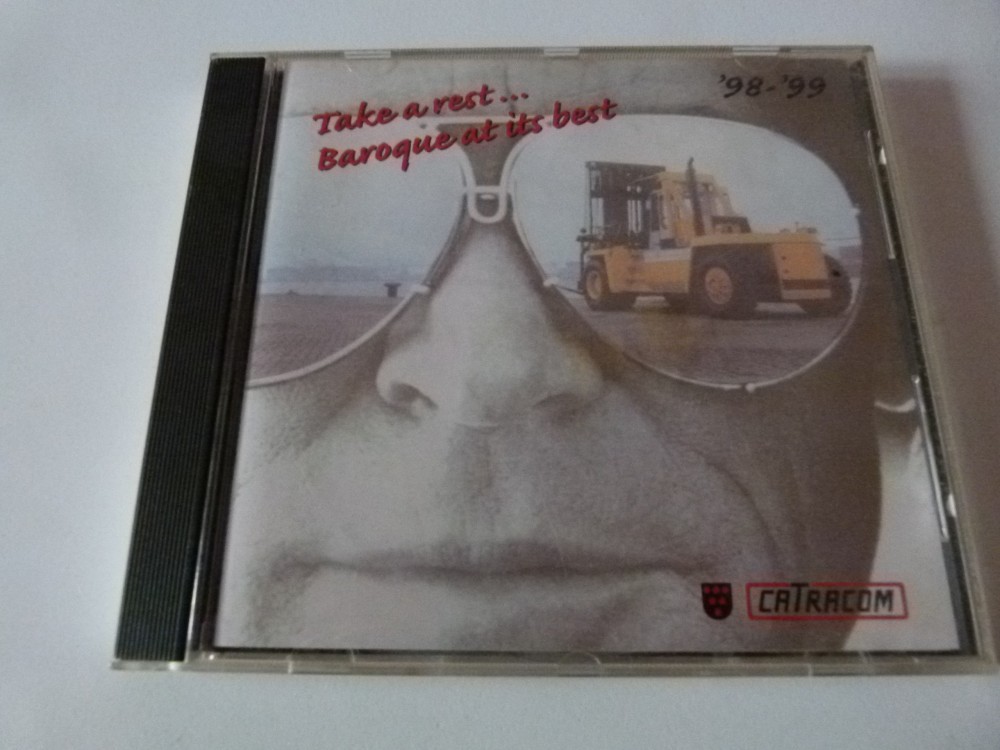 Take a rest...
Baroque at its best
'98-'99
CATRACOM